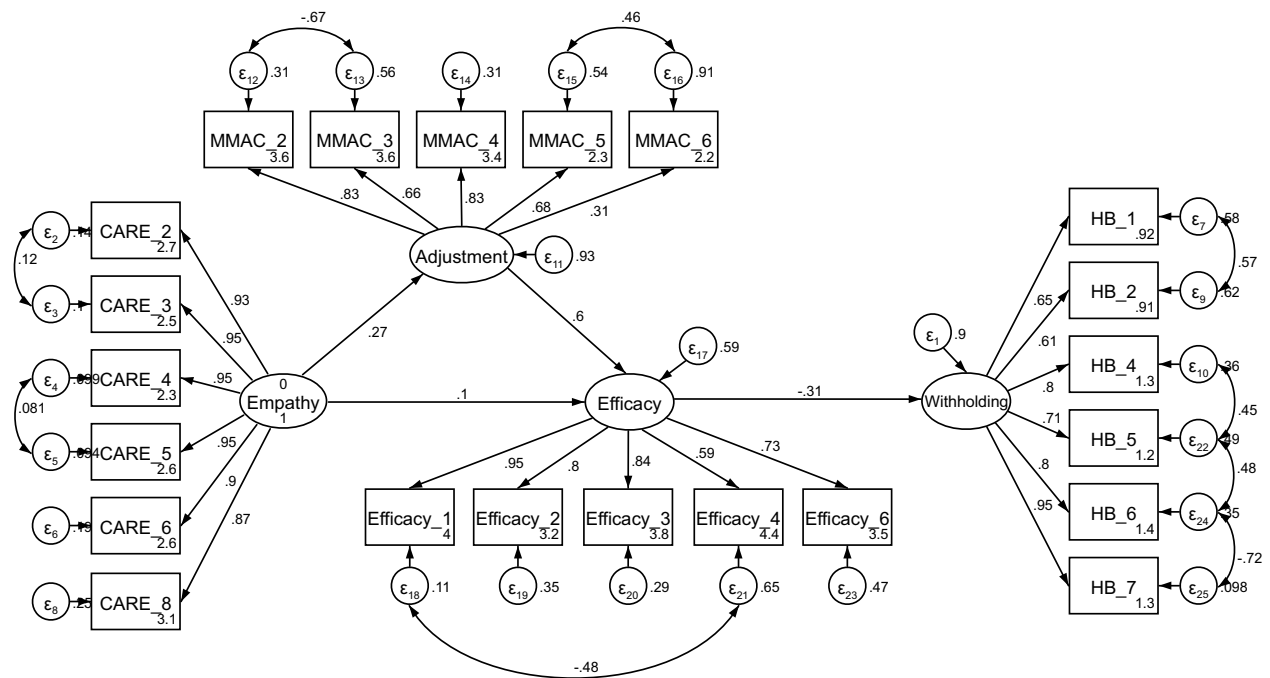 -.67
.46
ε12 .31
ε13 .56
ε14 .31
ε15 .54
ε16 .91
MMAC_2 3.6
MMAC_3 3.6
MMAC_4 3.4
MMAC_5 2.3
MMAC_6 2.2
.83
.66
.83
.68
.31
Adjustment
ε11 .93
ε2 .14
CARE_2 2.7
.12
ε3 .1
CARE_3 2.5
ε4 .099
CARE_4 2.3
.081
ε5
CARE_5 2.6
ε6 .19
CARE_6 2.6
ε8 .25
CARE_8 3.1
.93
.95
.95
.95
.9
.87
0
Empathy
1
.27
.6
.1
ε17 .59
Efficacy
-.31
ε1 .9
Withholding
.95
.8
.84
.59
.73
Efficacy_1 4
Efficacy_2 3.2
Efficacy_3 3.8
Efficacy_4 4.4
Efficacy_6 3.5
ε18 .11
ε19 .35
ε20 .29
ε21 .65
ε23 .47
-.48
.65
.61
.8
.71
.8
.95
HB_1 .92
ε7 .58
.57
HB_2 .91
ε9 .62
HB_4 1.3
ε10 .36
.45
HB_5 1.2
ε22 .49
.48
HB_6 1.4
ε24 .35
-.72
HB_7 1.3
ε25 .098